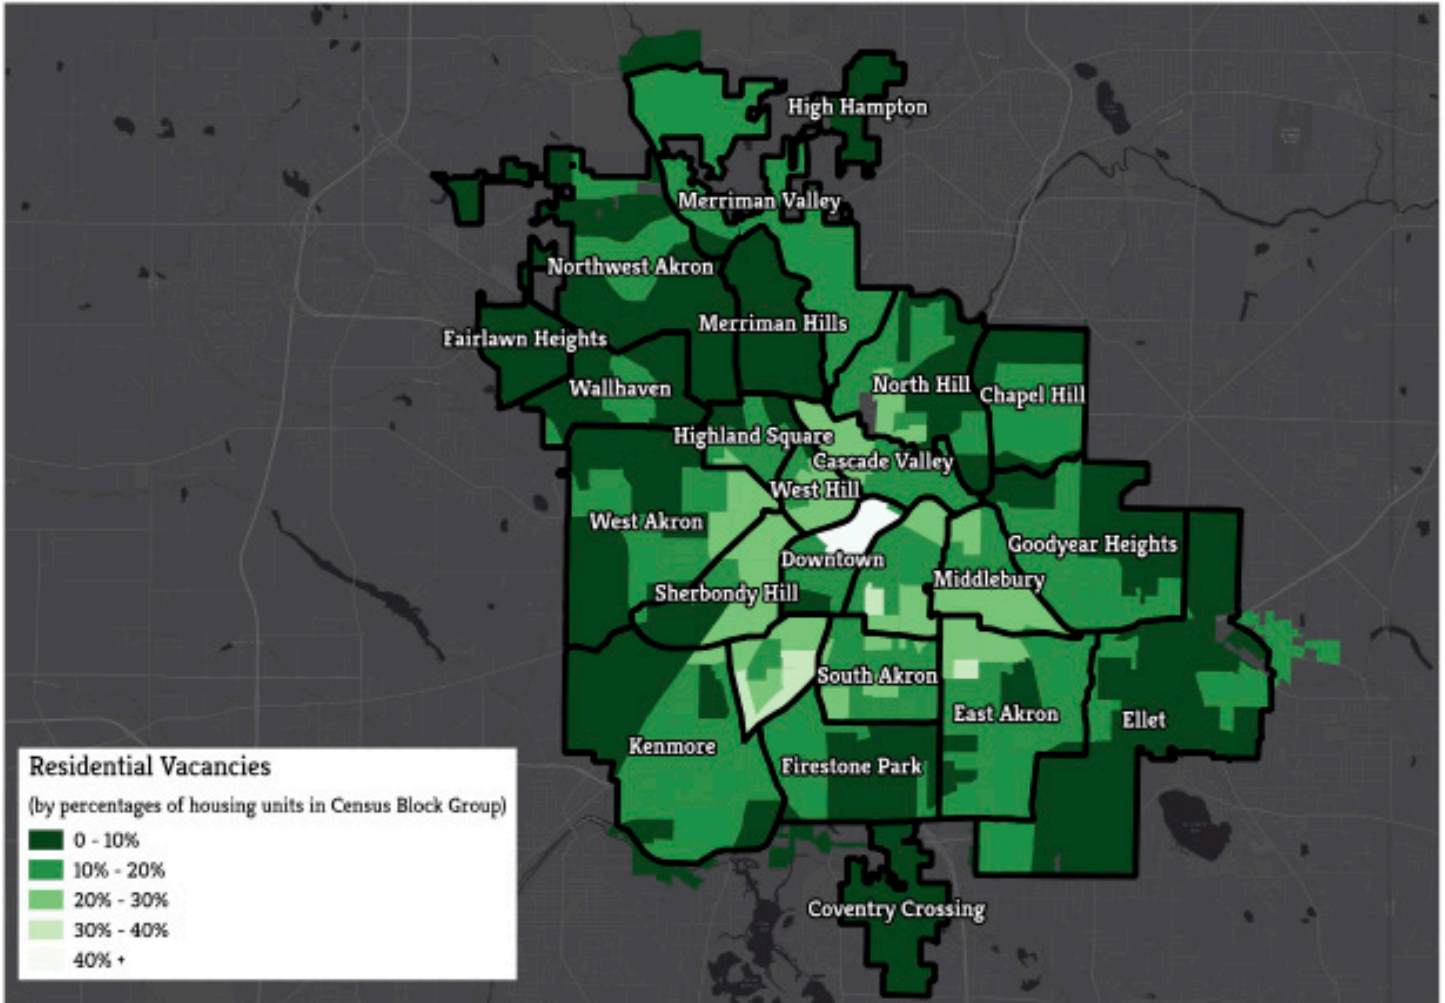 High Hampton
Merriman Valley
Northwest Akron
Merriman Hills
Fairlawn Heights
Wallhaven
North Hill
Chapel Hill
Highland Square
Cascade Valley
West Hill
West Akron
Downtown
Goodyear Heights
Middlebury
Sherbondy Hill
South Akron
East Akron
Ellet
Kenmore
Firestone Park
Coventry Crossing
Residential Vacancies
(by percentages of housing units in Census Block Group)
0 - 10%
10% - 20%
20% - 30%
30% - 40%
40% +